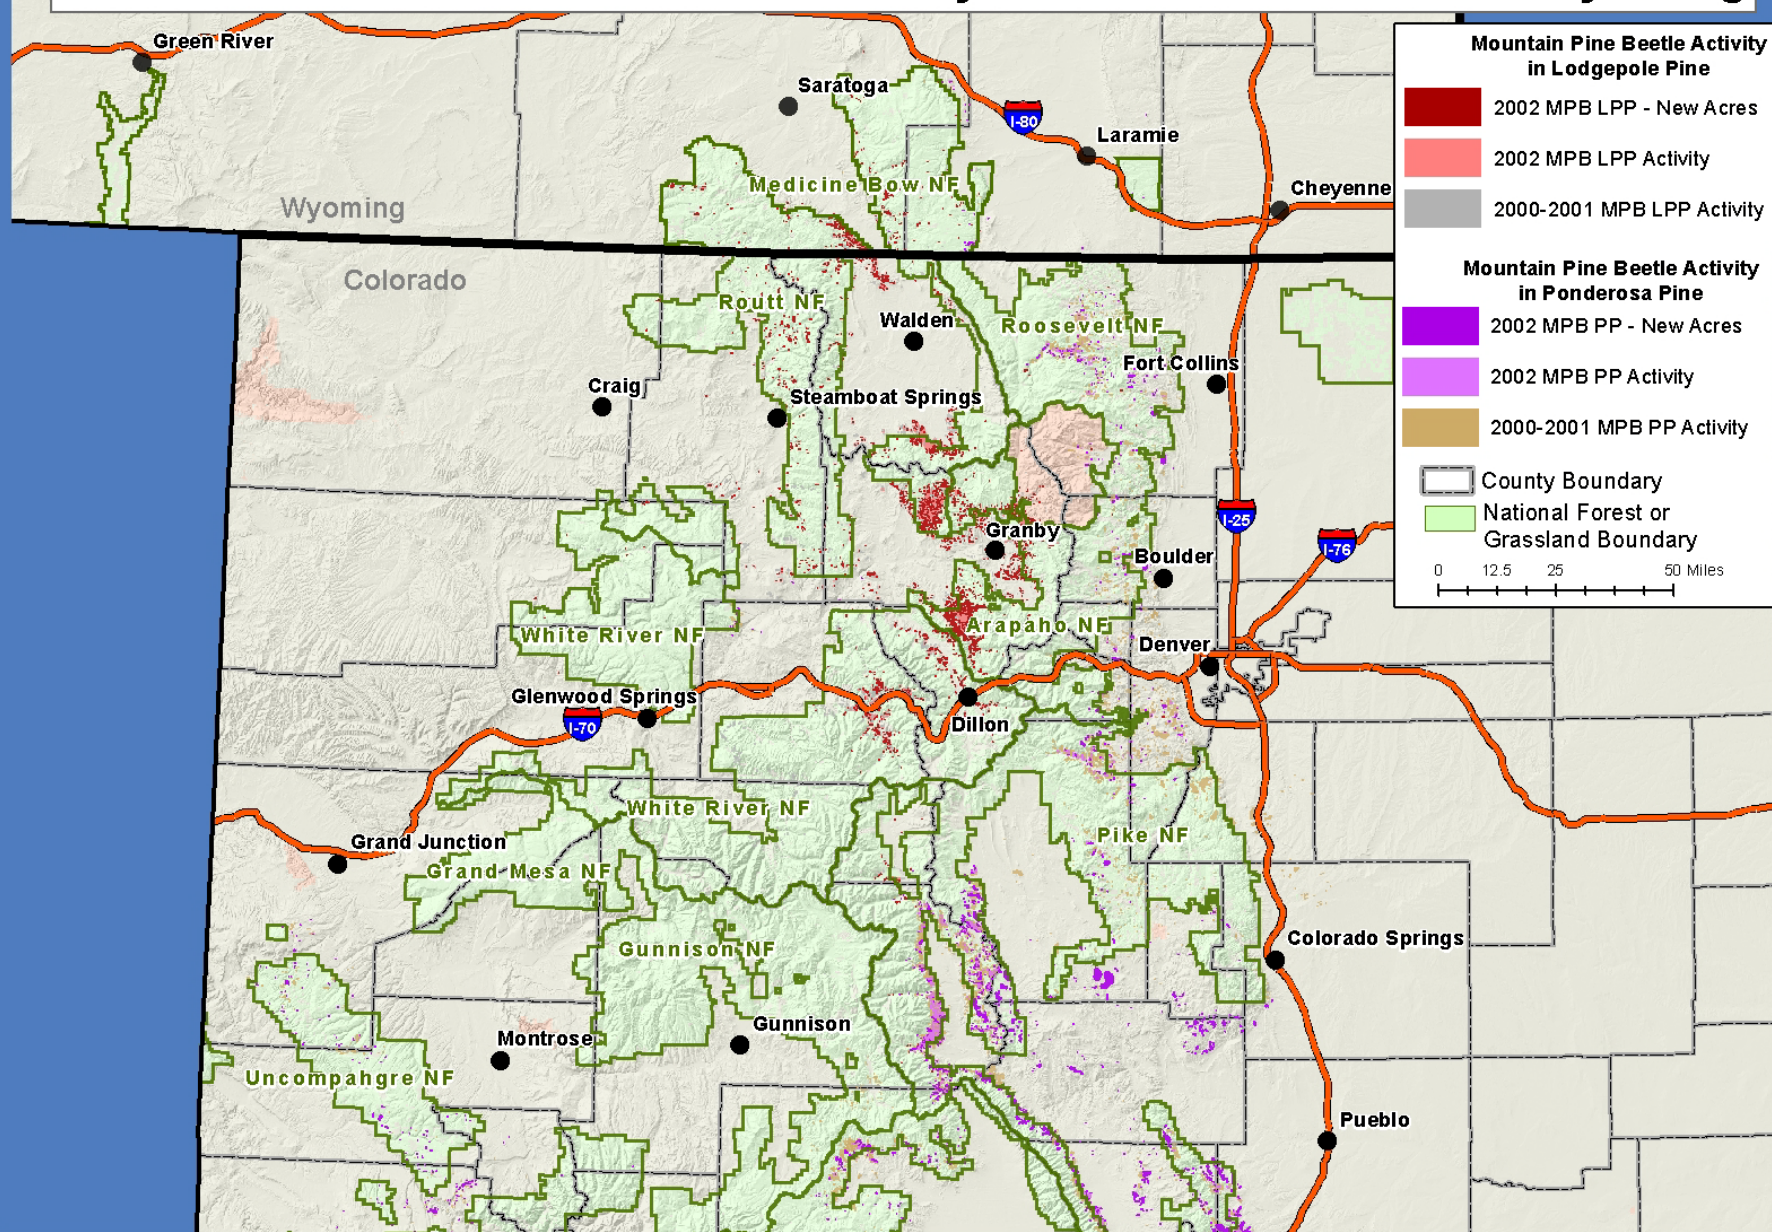 Green River
Saratoga
I-80
Laramie
Cheyenne
Medicine Bow NF
Wyoming
Colorado
Routt NF
Walden
Roosevelt NF
Fort Collins
Craig
Steamboat Springs
I-25
Granby
I-76
Boulder
White River NF
Arapaho NF
Denver
Glenwood Springs
I-70
Dillon
White River NF
Pike NF
Grand Junction
Grand Mesa NF
Gunnison NF
Colorado Springs
Gunnison
Montrose
Uncompahgre NF
Pueblo
Mountain Pine Beetle Activity
in Lodgepole Pine
2002 MPB LPP - New Acres
2002 MPB LPP Activity
2000-2001 MPB LPP Activity
Mountain Pine Beetle Activity
in Ponderosa Pine
2002 MPB PP - New Acres
2002 MPB PP Activity
2000-2001 MPB PP Activity
County Boundary
National Forest or
Grassland Boundary
0 12.5 25 50 Miles